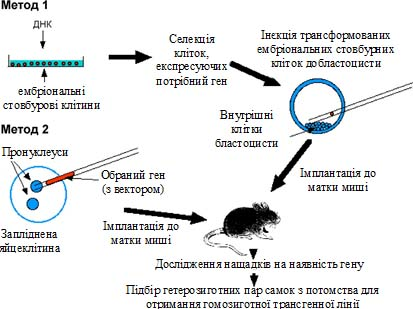 Метод 1
ДНК
ембріональні
стовбурові клітини
Селекція
кліток,
експресуючих
потрібний ген
Інєкція трансформованих
ембріональних стовбурних
кліток добластоцисти
Внутрішні
клітки
бластоцисти
Імплантація до
матки миші
Метод 2
Пронуклеуси
Обраний ген
(з вектором)
Запліднена
яйцеклітина
Імплантація до
матки миші
Дослідження нащадків на наявність гену
Підбір гетерозиготних пар самок з потомства для
отримання гомозиготної трансгенної лінії